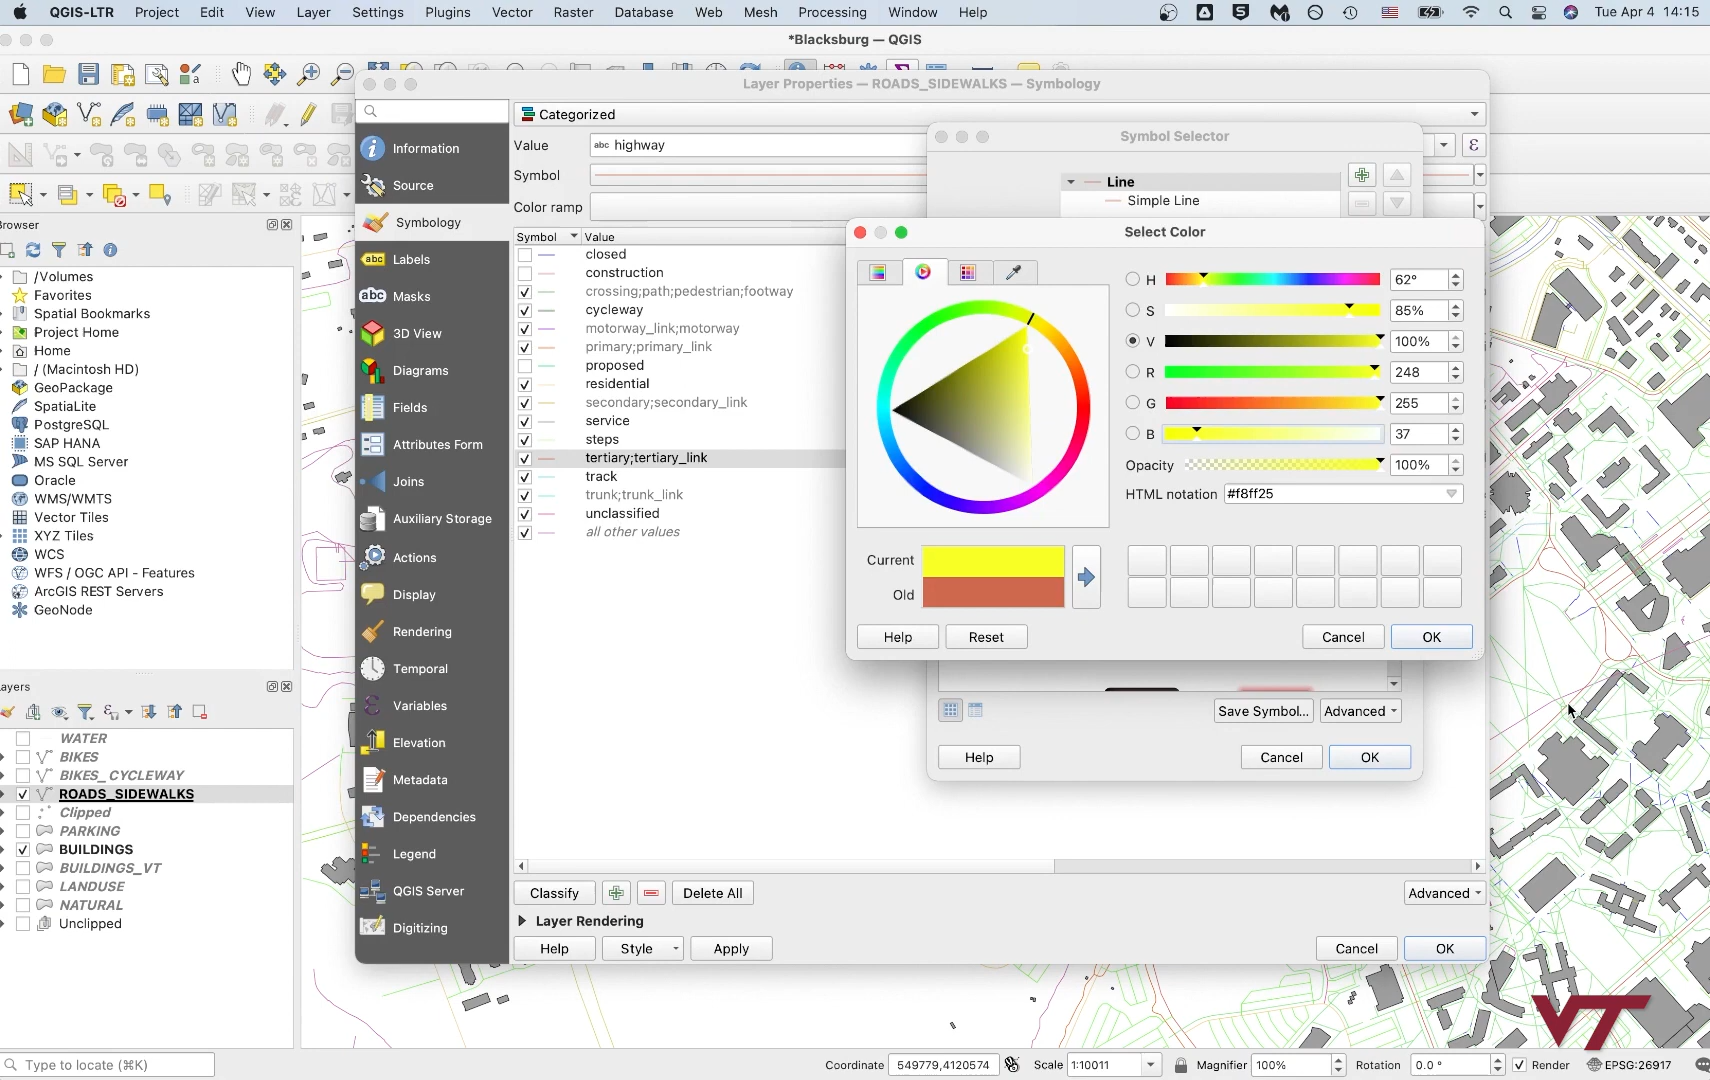 QGIS-LTR Project Edit View Layer Settings Plugins Vector Raster Database Web Mesh Processing Window Help Tue Apr 4 14:15
*Blacksburg — QGIS
Layer Properties — ROADS_SIDEWALKS — Symbology
Categorized
Value abc highway
Symbol
Color ramp
Symbol Value
closed
construction
crossing;path;pedestrian;footway
cycleway
motorway_link;motorway
primary;primary_link
proposed
residential
secondary;secondary_link
service
steps
tertiary;tertiary_link
track
trunk;trunk_link
unclassified
all other values
Information
Source
Symbology
abc Labels
abc Masks
3D View
Diagrams
Fields
Attributes Form
Joins
Auxiliary Storage
Actions
Display
Rendering
Temporal
Variables
Elevation
Metadata
Dependencies
Legend
QGIS Server
Digitizing
Classify Delete All Advanced
Layer Rendering
Help Style Apply Cancel OK
Symbol Selector
Line
Simple Line
Save Symbol... Advanced
Help Cancel OK
Select Color
H 62°
S 85%
V 100%
R 248
G 255
B 37
Opacity 100%
HTML notation #f8ff25
Current
Old
Help Reset Cancel OK
rowser
/Volumes
Favorites
Spatial Bookmarks
Project Home
Home
/ (Macintosh HD)
GeoPackage
SpatiaLite
PostgreSQL
SAP HANA
MS SQL Server
Oracle
WMS/WMTS
Vector Tiles
XYZ Tiles
WCS
WFS / OGC API - Features
ArcGIS REST Servers
GeoNode
ayers
WATER
BIKES
BIKES_CYCLEWAY
ROADS_SIDEWALKS
Clipped
PARKING
BUILDINGS
BUILDINGS_VT
LANDUSE
NATURAL
Unclipped
VT
Type to locate (⌘K) Coordinate 549779,4120574 Scale 1:10011 Magnifier 100% Rotation 0.0 ° Render EPSG:26917